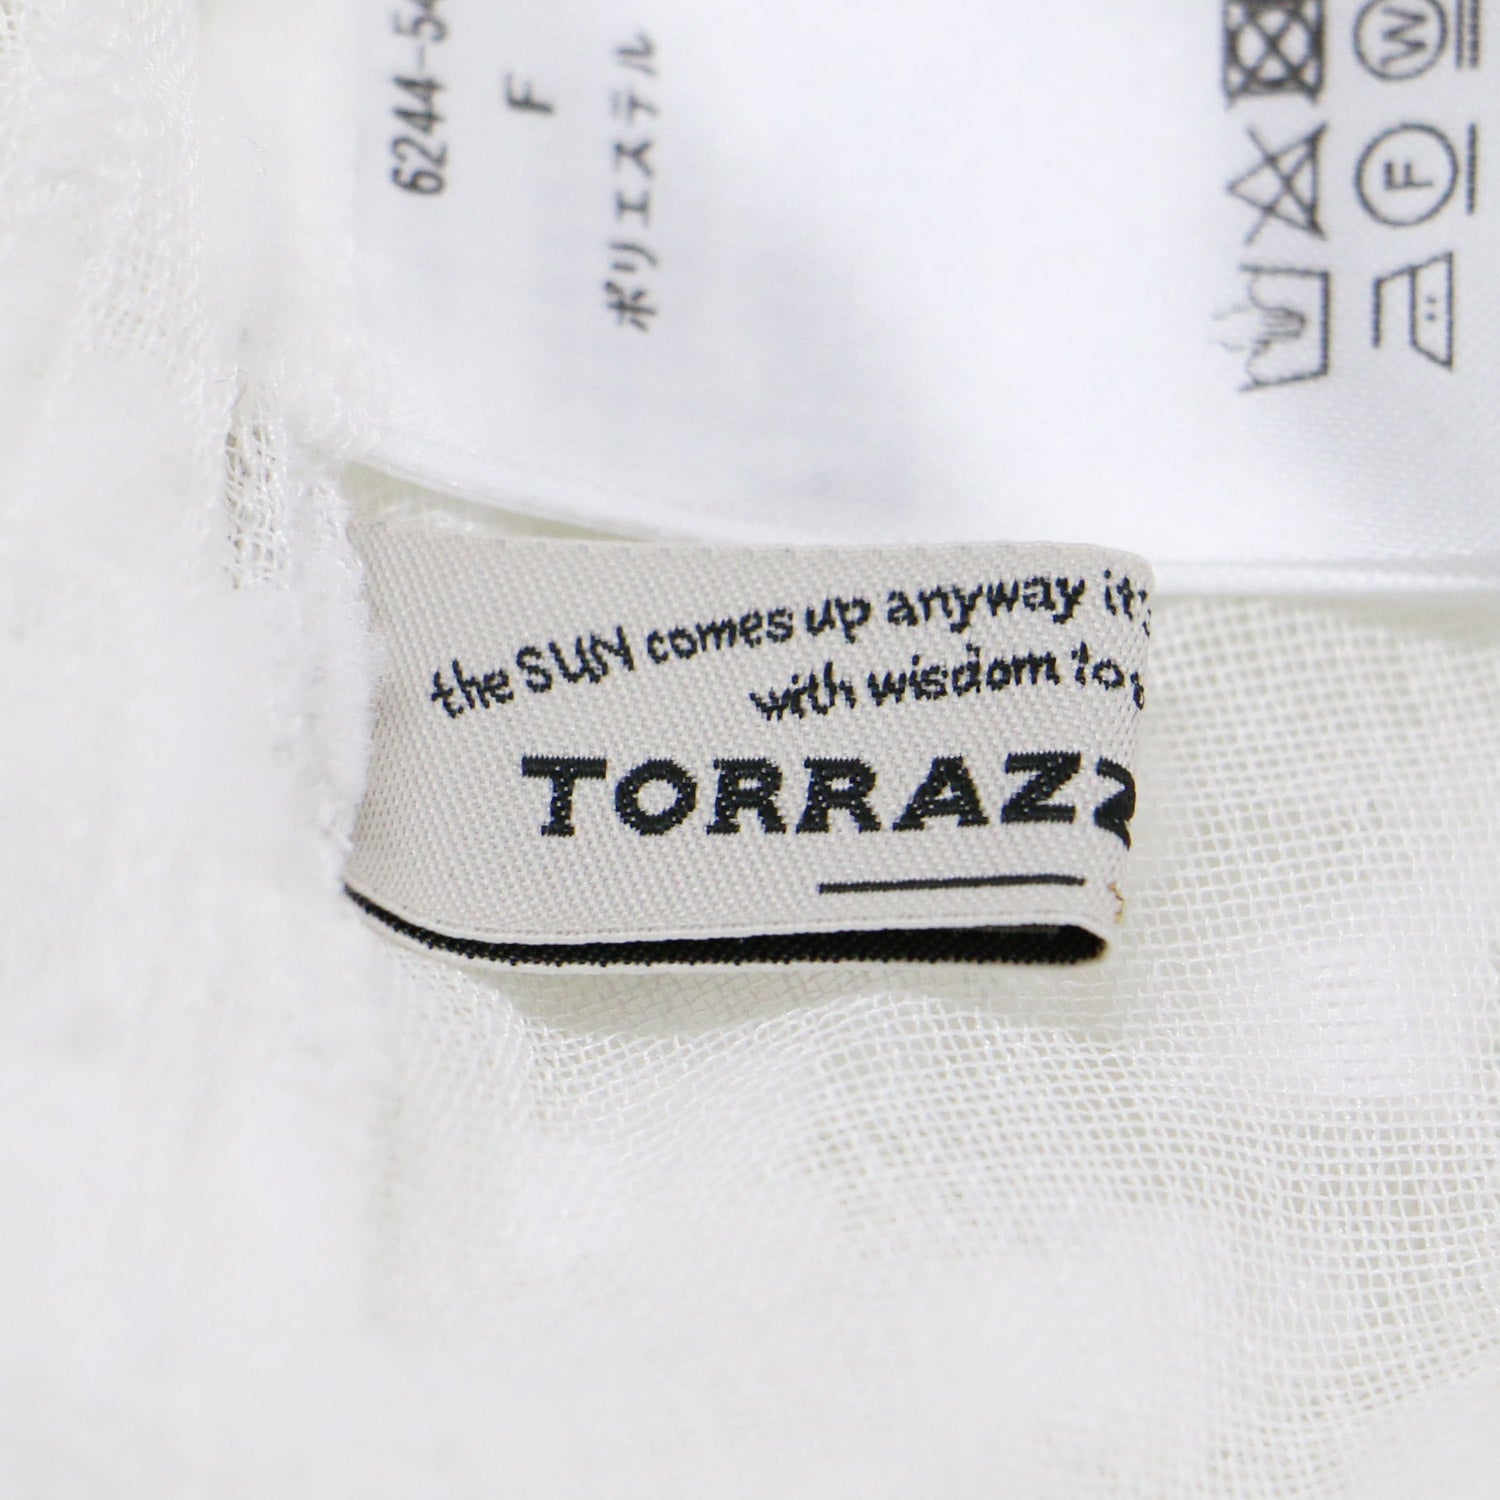 6244-54
F
ポリエステル
W
F
the SUN comes up anyway it
with wisdom to
TORRAZZ